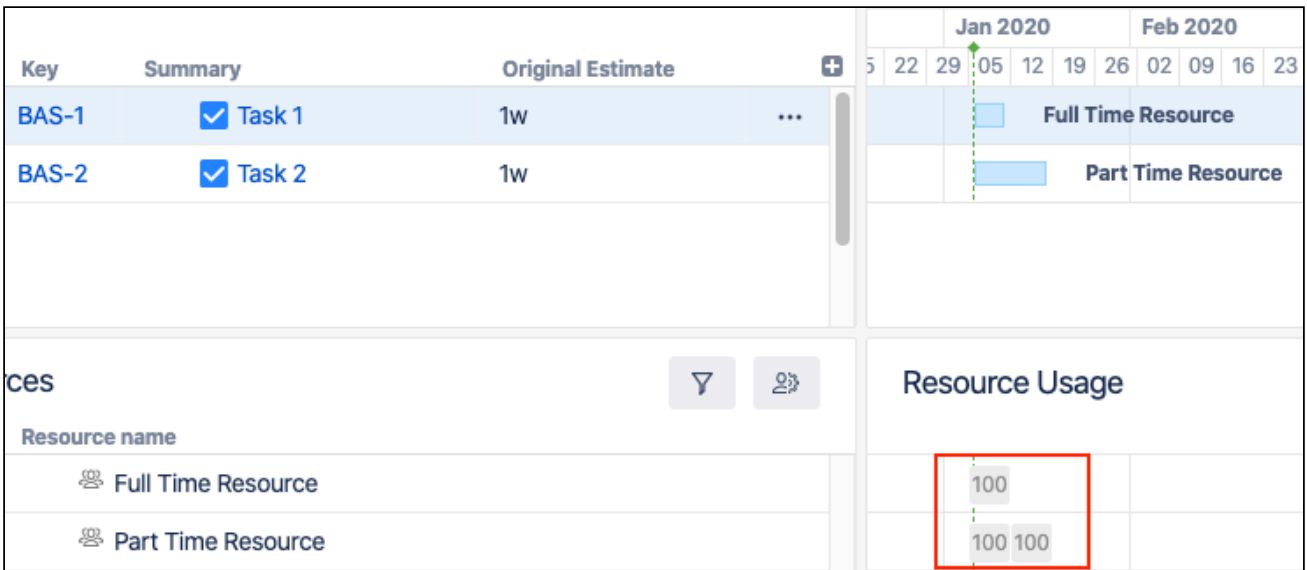 Jan 2020 Feb 2020
Key Summary Original Estimate 5 22 29 05 12 19 26 02 09 16 23
BAS-1 Task 1 1w Full Time Resource
BAS-2 Task 2 1w Part Time Resource
ces Resource Usage
Resource name
Full Time Resource 100
Part Time Resource 100 100